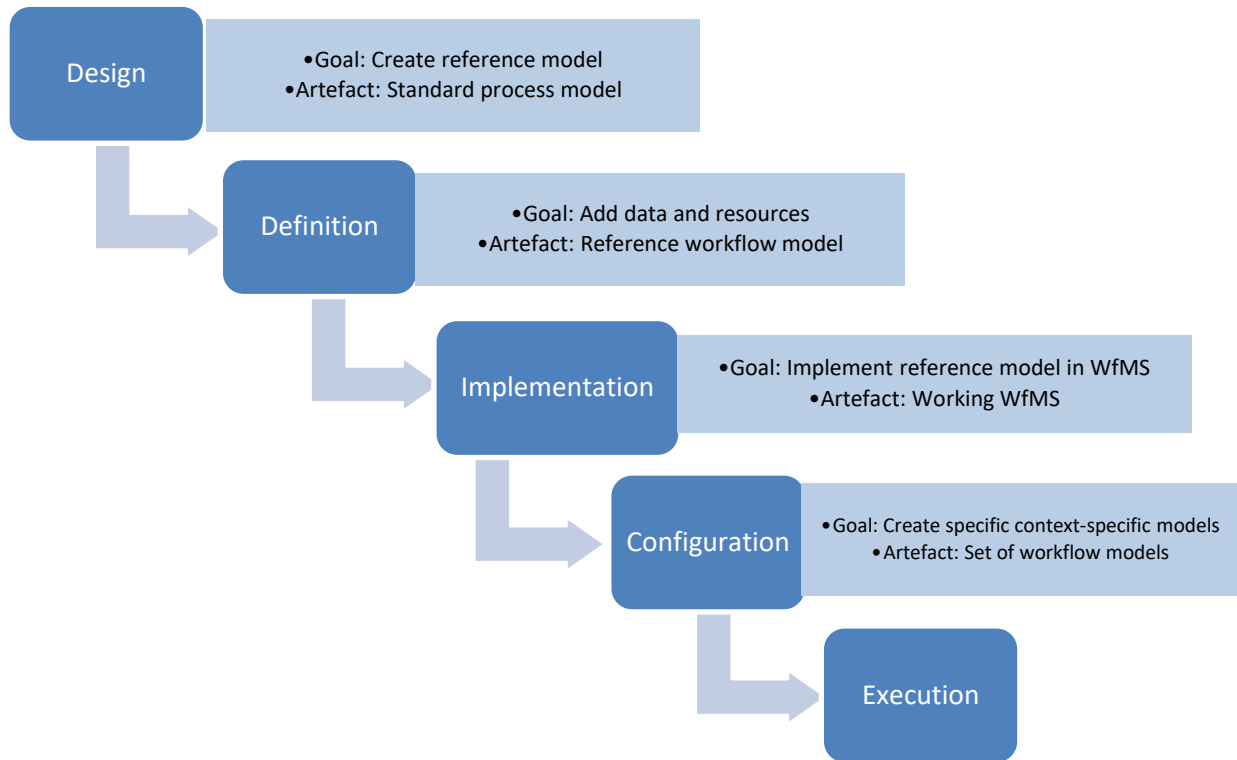 Design
•Goal: Create reference model
•Artefact: Standard process model
Definition
•Goal: Add data and resources
•Artefact: Reference workflow model
Implementation
•Goal: Implement reference model in WfMS
•Artefact: Working WfMS
Configuration
•Goal: Create specific context-specific models
•Artefact: Set of workflow models
Execution